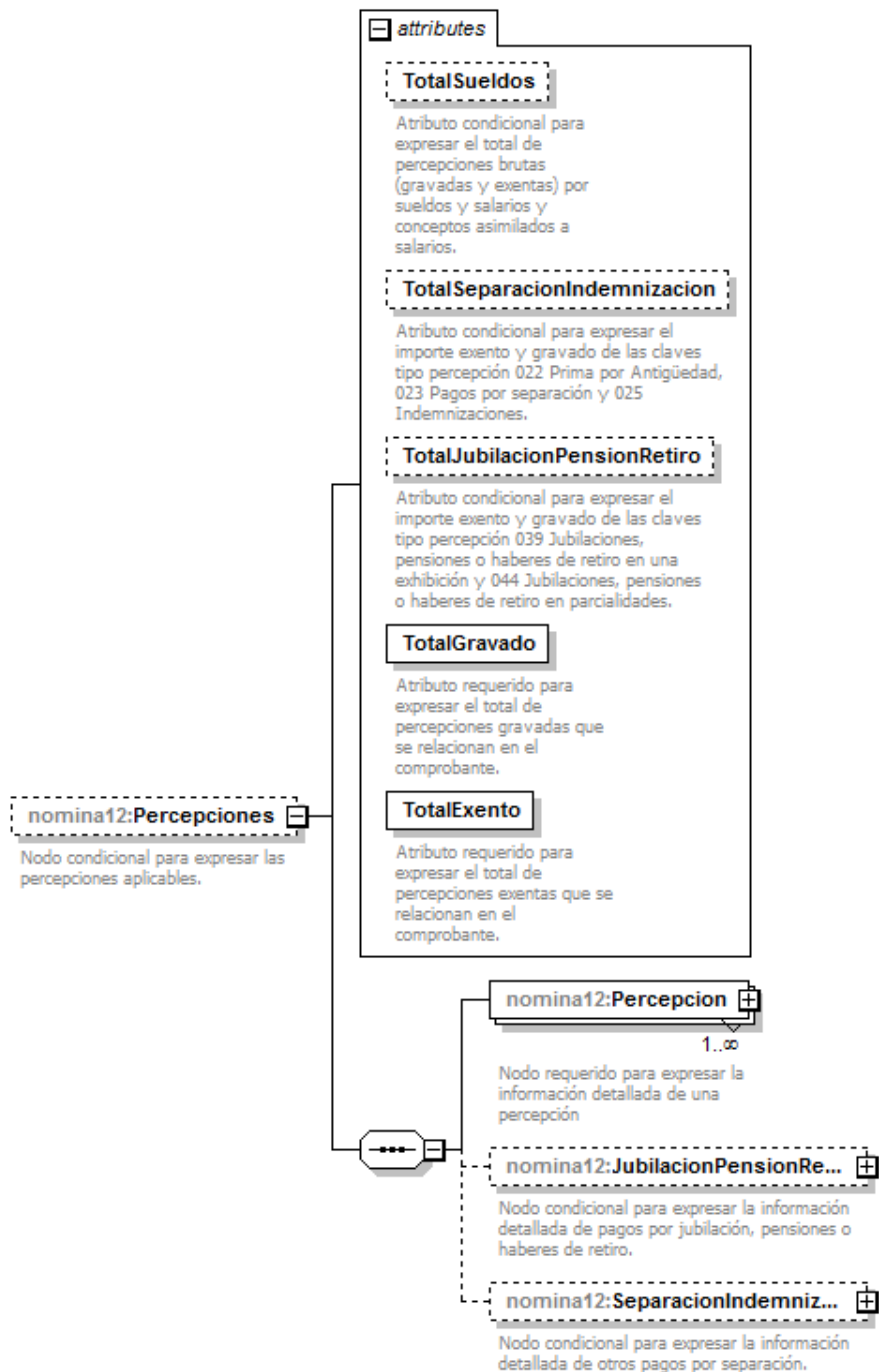 attributes
TotalSueldos
Atributo condicional para
expresar el total de
percepciones brutas
(gravadas y exentas) por
sueldos y salarios y
conceptos asimilados a
salarios.
TotalSeparacionIndemnizacion
Atributo condicional para expresar el
importe exento y gravado de las claves
tipo percepción 022 Prima por Antigüedad,
023 Pagos por separación y 025
Indemnizaciones.
TotalJubilacionPensionRetiro
Atributo condicional para expresar el
importe exento y gravado de las claves
tipo percepción 039 Jubilaciones,
pensiones o haberes de retiro en una
exhibición y 044 Jubilaciones, pensiones
o haberes de retiro en parcialidades.
TotalGravado
Atributo requerido para
expresar el total de
percepciones gravadas que
se relacionan en el
comprobante.
TotalExento
Atributo requerido para
expresar el total de
percepciones exentas que se
relacionan en el
comprobante.
nomina12:Percepciones
Nodo condicional para expresar las
percepciones aplicables.
nomina12:Percepcion
1..∞
Nodo requerido para expresar la
información detallada de una
percepción
nomina12:JubilacionPensionRe...
Nodo condicional para expresar la información
detallada de pagos por jubilación, pensiones o
haberes de retiro.
nomina12:SeparacionIndemniz...
Nodo condicional para expresar la información
detallada de otros pagos por separación.